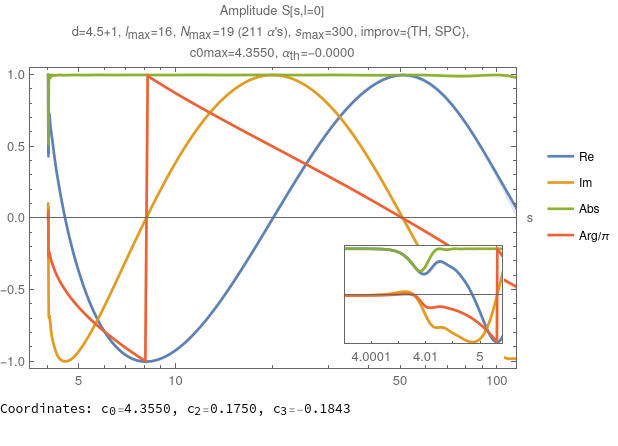 Amplitude S[s,l=0]
d=4.5+1, lmax=16, Nmax=19 (211 α's), smax=300, improv={TH, SPC},
c0max=4.3550, αth=-0.0000
1.0
0.5
0.0
-0.5
-1.0
s
Re
Im
Abs
Arg/π
4.0001 4.01 5
5 10 50 100
Coordinates: c0=4.3550, c2=0.1750, c3=-0.1843